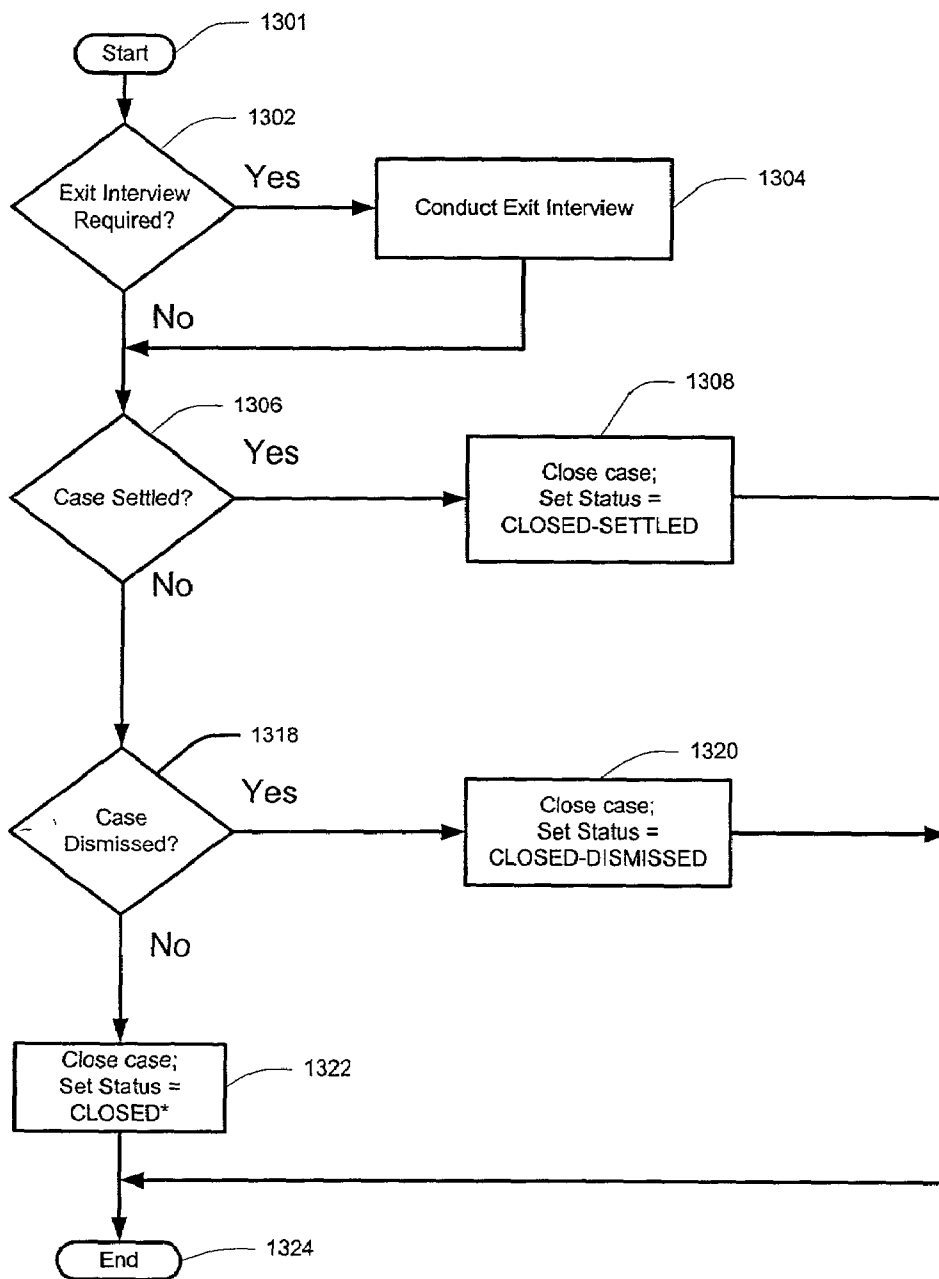 1301
Start
1302
Exit Interview
Required?
Yes
1304
Conduct Exit Interview
No
1306
Case Settled?
Yes
1308
Close case;
Set Status =
CLOSED-SETTLED
No
1318
Case
Dismissed?
Yes
1320
Close case;
Set Status =
CLOSED-DISMISSED
No
Close case;
Set Status =
CLOSED*
1322
End
1324